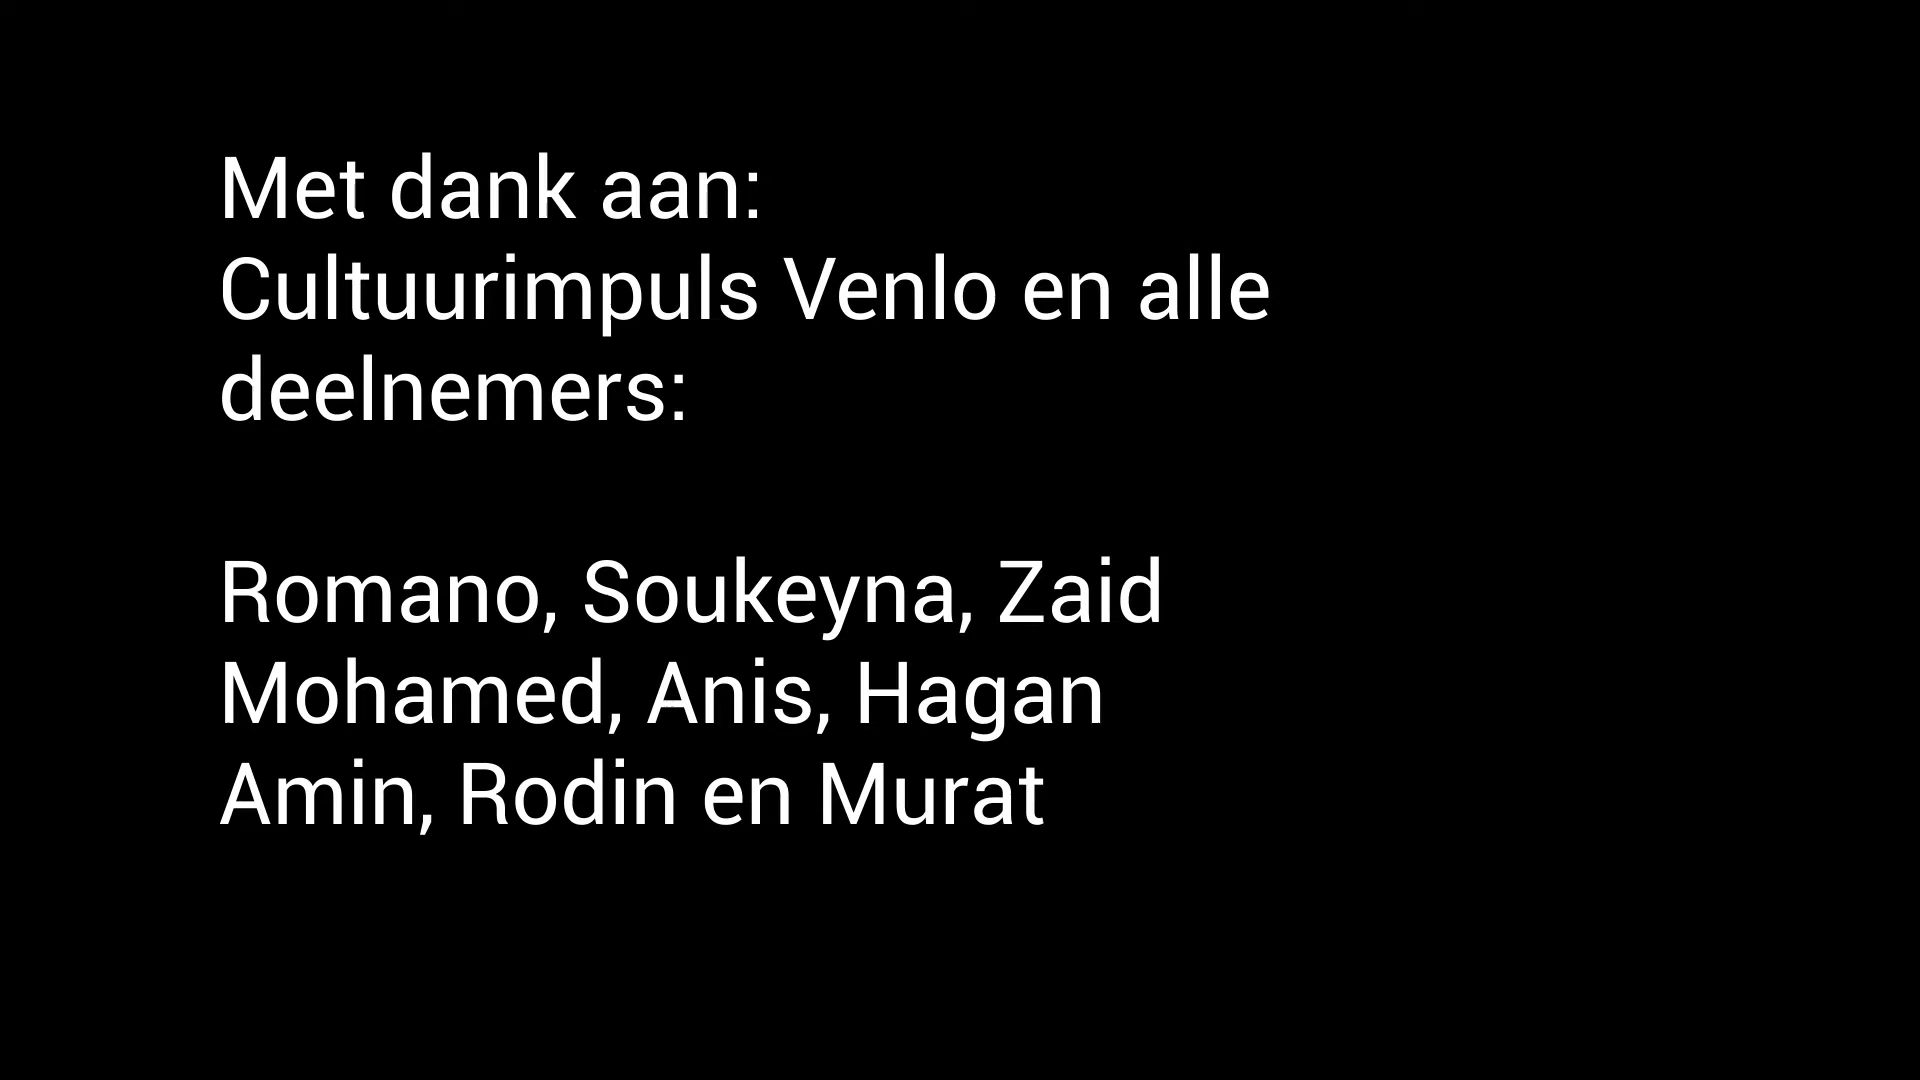 Met dank aan:
Cultuurimpuls Venlo en alle
deelnemers:
Romano, Soukeyna, Zaid
Mohamed, Anis, Hagan
Amin, Rodin en Murat